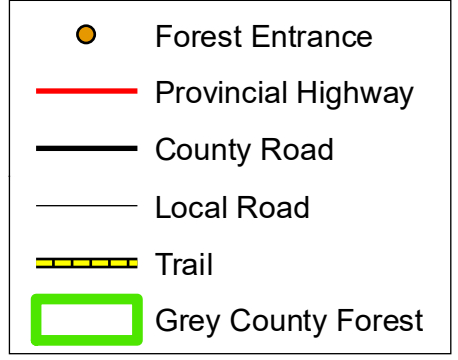 Forest Entrance
Provincial Highway
County Road
Local Road
Trail
Grey County Forest